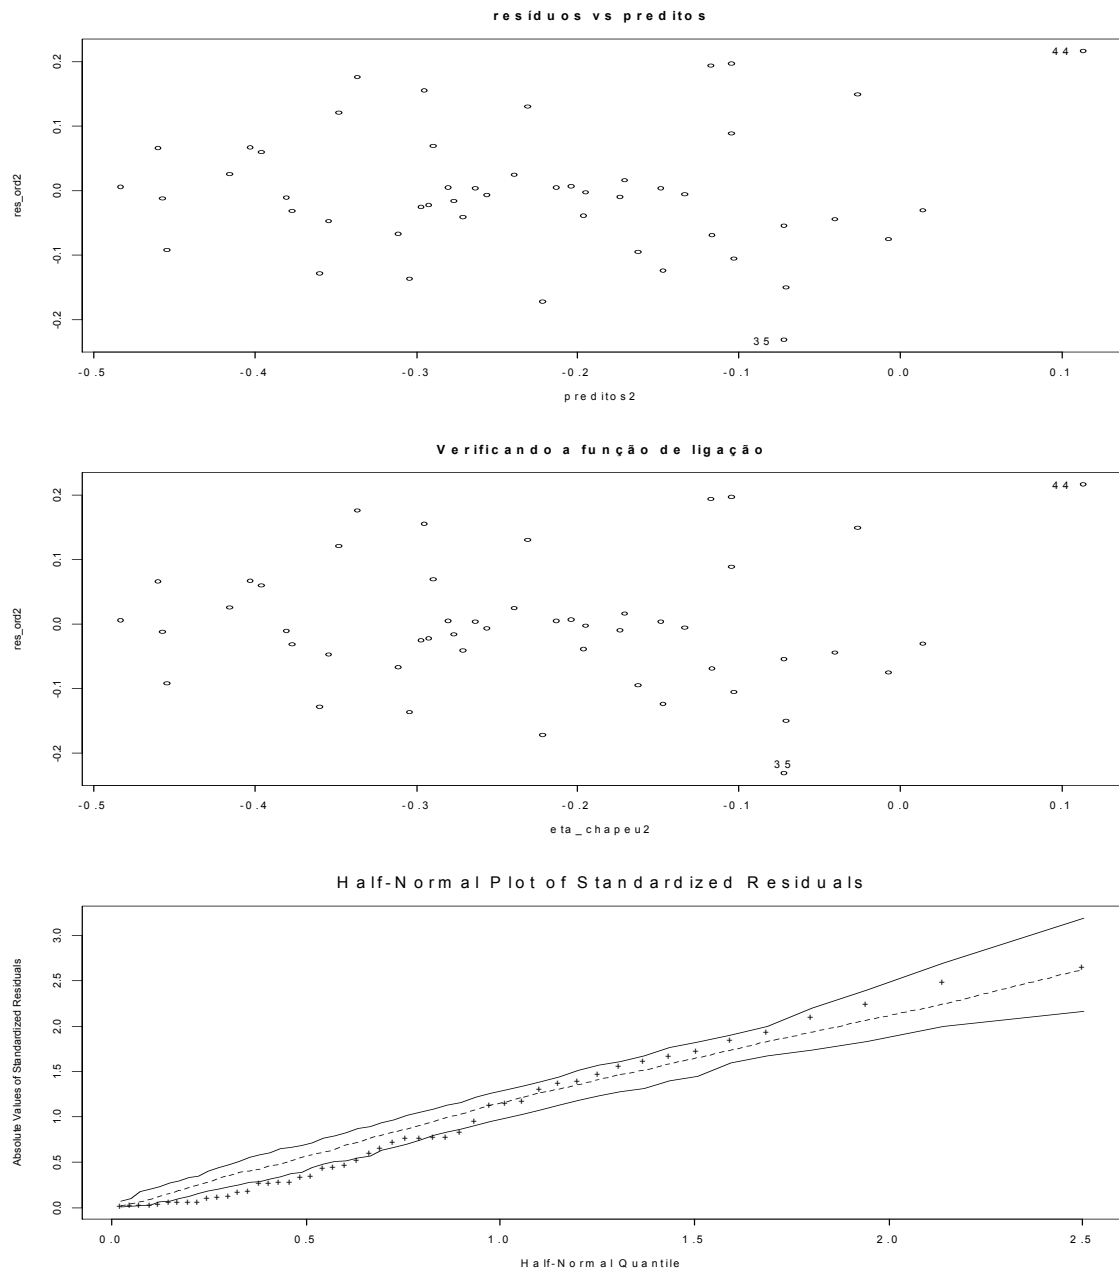 resíduos vs preditos
res_ord2
0.2
0.1
0.0
-0.1
-0.2
44
35
-0.5 -0.4 -0.3 -0.2 -0.1 0.0 0.1
preditos2
Verificando a função de ligação
res_ord2
0.2
0.1
0.0
-0.1
-0.2
44
35
-0.5 -0.4 -0.3 -0.2 -0.1 0.0 0.1
eta_chapeu2
Half-Normal Plot of Standardized Residuals
Absolute Values of Standardized Residuals
3.0
2.5
2.0
1.5
1.0
0.5
0.0
0.0 0.5 1.0 1.5 2.0 2.5
Half-Normal Quantile